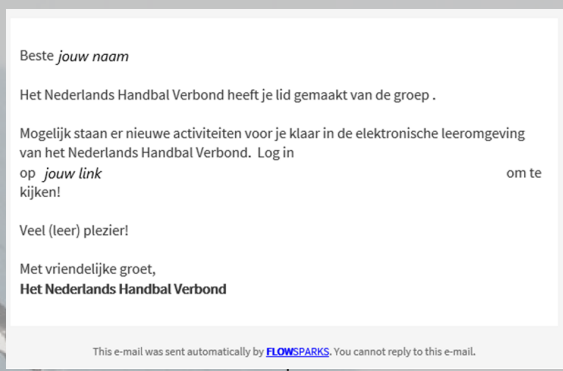 Beste jouw naam
Het Nederlands Handbal Verbond heeft je lid gemaakt van de groep .
Mogelijk staan er nieuwe activiteiten voor je klaar in de elektronische leeromgeving
van het Nederlands Handbal Verbond. Log in
op jouw link om te
kijken!
Veel (leer) plezier!
Met vriendelijke groet,
Het Nederlands Handbal Verbond
This e-mail was sent automatically by FLOWSPARKS. You cannot reply to this e-mail.